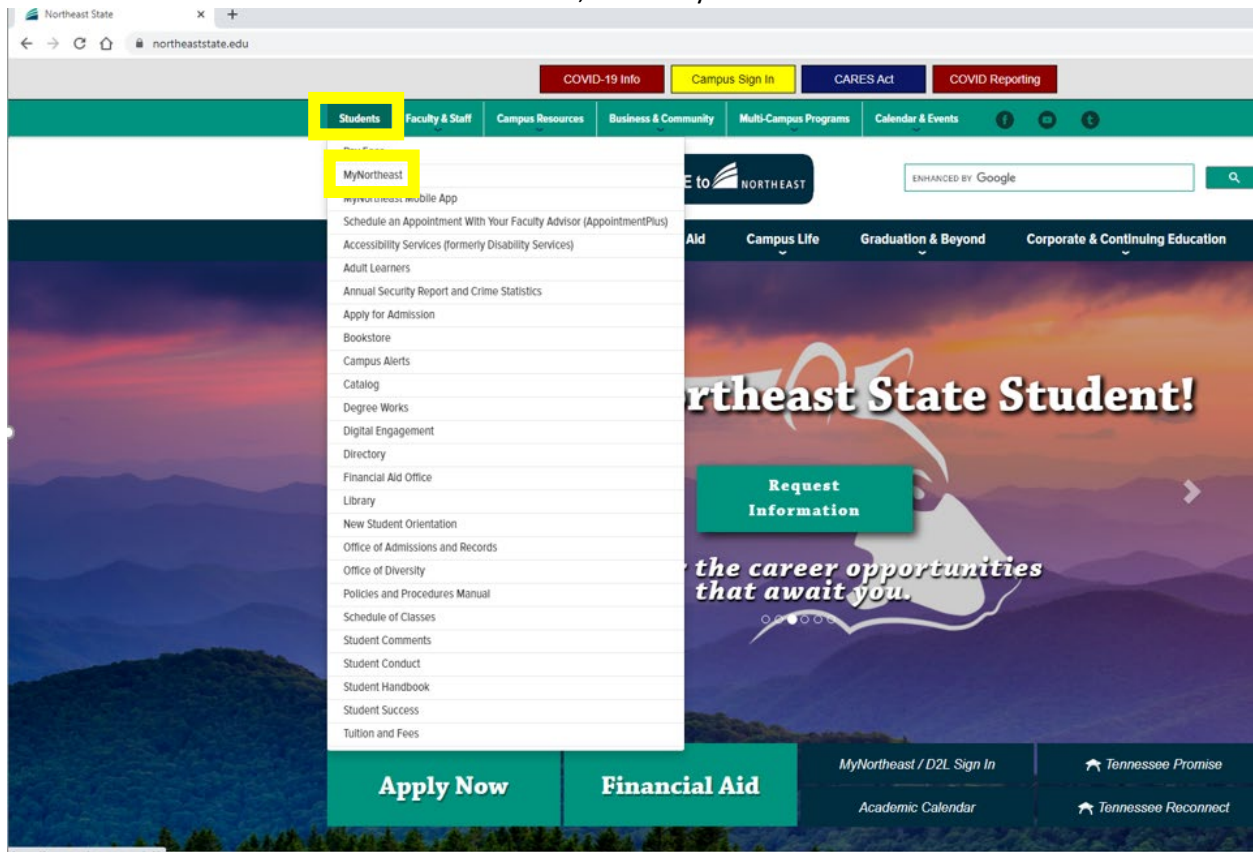 Northeast State
northeaststate.edu
COVID-19 Info Campus Sign In CARES Act COVID Reporting
Students Faculty & Staff Campus Resources Business & Community Multi-Campus Programs Calendar & Events
MyNortheast
E to NORTHEAST
ENHANCED BY Google
MyNortheast Mobile App
Schedule an Appointment With Your Faculty Advisor (AppointmentPlus)
Aid Campus Life Graduation & Beyond Corporate & Continuing Education
Accessibility Services (formerly Disability Services)
Adult Learners
Annual Security Report and Crime Statistics
Apply for Admission
Bookstore
Campus Alerts
Catalog
Degree Works
Digital Engagement
Directory
Financial Aid Office
Library
New Student Orientation
Office of Admissions and Records
Office of Diversity
Policies and Procedures Manual
Schedule of Classes
Student Comments
Student Conduct
Student Handbook
Student Success
Tuition and Fees
rtheast State Student!
Request
Information
the career opportunities
that await you.
Apply Now
Financial Aid
MyNortheast / D2L Sign In
Tennessee Promise
Academic Calendar
Tennessee Reconnect